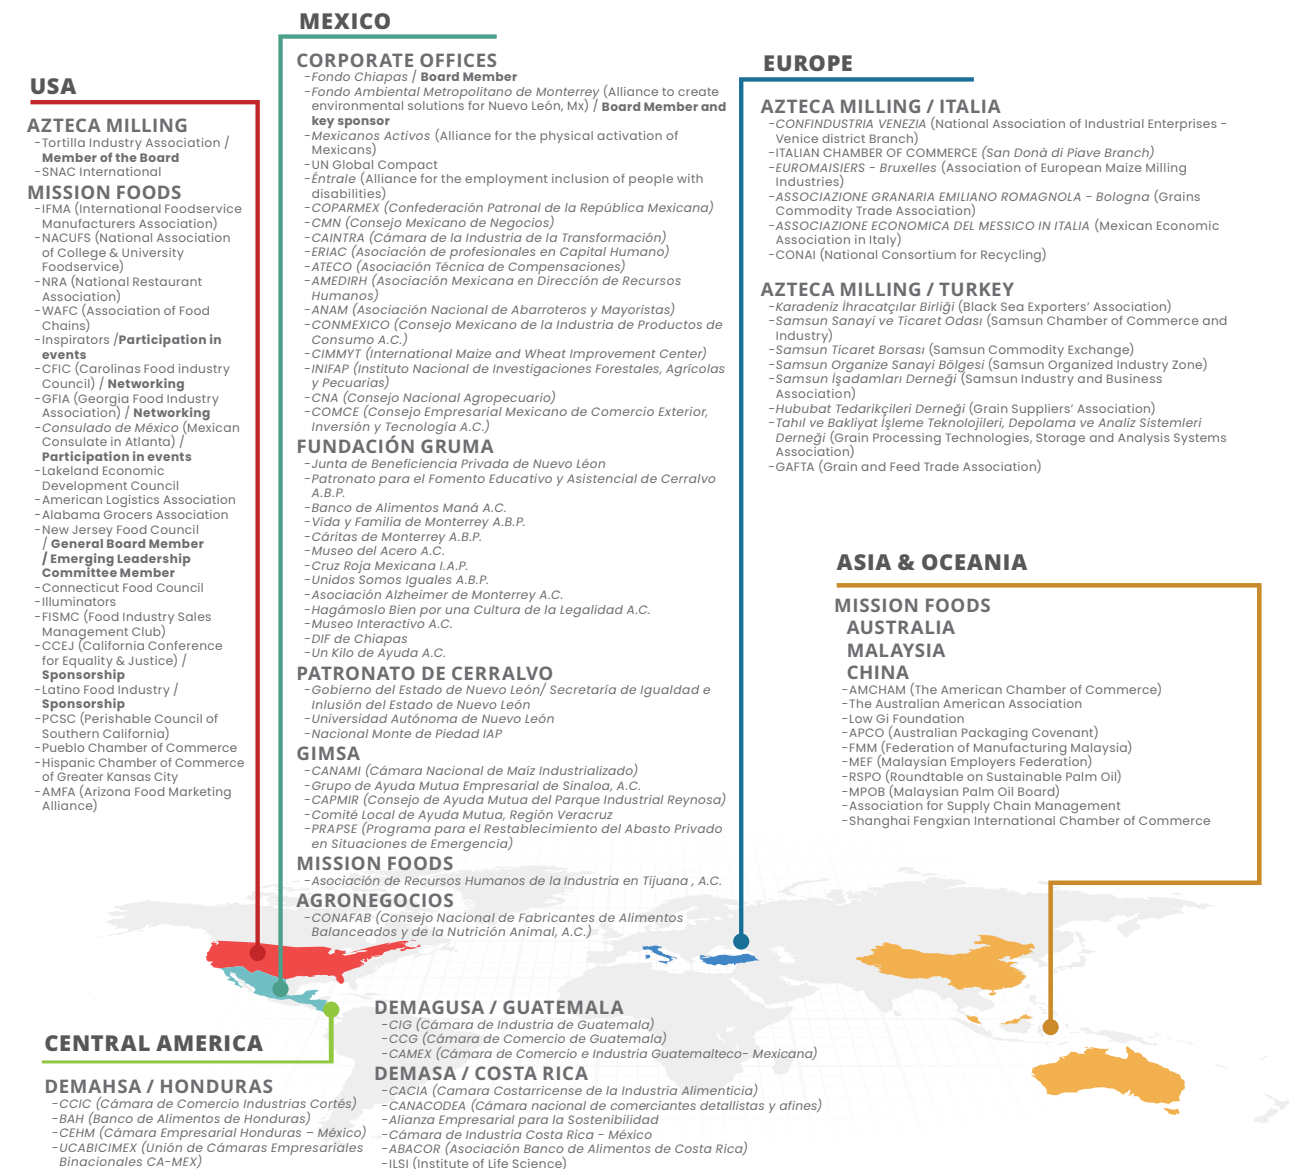 USA
AZTECA MILLING
-Tortilla Industry Association /
Member of the Board
-SNAC International
MISSION FOODS
-IFMA (International Foodservice
Manufacturers Association)
-NACUFS (National Association
of College & University
Foodservice)
-NRA (National Restaurant
Association)
-WAFC (Association of Food
Chains)
-Inspirators /Participation in
events
-CFIC (Carolinas Food industry
Council) / Networking
-GFIA (Georgia Food Industry
Association) / Networking
-Consulado de México (Mexican
Consulate in Atlanta) /
Participation in events
-Lakeland Economic
Development Council
-American Logistics Association
-Alabama Grocers Association
-New Jersey Food Council
/ General Board Member
/ Emerging Leadership
Committee Member
-Connecticut Food Council
-Illuminators
-FISMC (Food Industry Sales
Management Club)
-CCEJ (California Conference
for Equality & Justice) /
Sponsorship
-Latino Food Industry /
Sponsorship
-PCSC (Perishable Council of
Southern California)
-Pueblo Chamber of Commerce
-Hispanic Chamber of Commerce
of Greater Kansas City
-AMFA (Arizona Food Marketing
Alliance)
MEXICO
CORPORATE OFFICES
-Fondo Chiapas / Board Member
-Fondo Ambiental Metropolitano de Monterrey (Alliance to create
environmental solutions for Nuevo León, Mx) / Board Member and
key sponsor
-Mexicanos Activos (Alliance for the physical activation of
Mexicans)
-UN Global Compact
-Éntrale (Alliance for the employment inclusion of people with
disabilities)
-COPARMEX (Confederación Patronal de la República Mexicana)
-CMN (Consejo Mexicano de Negocios)
-CAINTRA (Cámara de la Industria de la Transformación)
-ERIAC (Asociación de profesionales en Capital Humano)
-ATECO (Asociación Técnica de Compensaciones)
-AMEDIRH (Asociación Mexicana en Dirección de Recursos
Humanos)
-ANAM (Asociación Nacional de Abarroteros y Mayoristas)
-CONMEXICO (Consejo Mexicano de la Industria de Productos de
Consumo A.C.)
-CIMMYT (International Maize and Wheat Improvement Center)
-INIFAP (Instituto Nacional de Investigaciones Forestales, Agrícolas
y Pecuarias)
-CNA (Consejo Nacional Agropecuario)
-COMCE (Consejo Empresarial Mexicano de Comercio Exterior,
Inversión y Tecnología A.C.)
FUNDACIÓN GRUMA
-Junta de Beneficiencia Privada de Nuevo Léon
-Patronato para el Fomento Educativo y Asistencial de Cerralvo
A.B.P.
-Banco de Alimentos Maná A.C.
-Vida y Familia de Monterrey A.B.P.
-Cáritas de Monterrey A.B.P.
-Museo del Acero A.C.
-Cruz Roja Mexicana I.A.P.
-Unidos Somos Iguales A.B.P.
-Asociación Alzheimer de Monterrey A.C.
-Hagámoslo Bien por una Cultura de la Legalidad A.C.
-Museo Interactivo A.C.
-DIF de Chiapas
-Un Kilo de Ayuda A.C.
PATRONATO DE CERRALVO
-Gobierno del Estado de Nuevo León/ Secretaría de Igualdad e
Inlusión del Estado de Nuevo León
-Universidad Autónoma de Nuevo León
-Nacional Monte de Piedad IAP
GIMSA
-CANAMI (Cámara Nacional de Maíz Industrializado)
-Grupo de Ayuda Mutua Empresarial de Sinaloa, A.C.
-CAPMIR (Consejo de Ayuda Mutua del Parque Industrial Reynosa)
-Comité Local de Ayuda Mutua, Región Veracruz
-PRAPSE (Programa para el Restablecimiento del Abasto Privado
en Situaciones de Emergencia)
MISSION FOODS
-Asociación de Recursos Humanos de la Industria en Tijuana , A.C.
AGRONEGOCIOS
-CONAFAB (Consejo Nacional de Fabricantes de Alimentos
Balanceados y de la Nutrición Animal, A.C.)
EUROPE
AZTECA MILLING / ITALIA
-CONFINDUSTRIA VENEZIA (National Association of Industrial Enterprises -
Venice district Branch)
-ITALIAN CHAMBER OF COMMERCE (San Donà di Piave Branch)
-EUROMAISIERS - Bruxelles (Association of European Maize Milling
Industries)
-ASSOCIAZIONE GRANARIA EMILIANO ROMAGNOLA - Bologna (Grains
Commodity Trade Association)
-ASSOCIAZIONE ECONOMICA DEL MESSICO IN ITALIA (Mexican Economic
Association in Italy)
-CONAI (National Consortium for Recycling)
AZTECA MILLING / TURKEY
-Karadeniz İhracatçılar Birliği (Black Sea Exporters’ Association)
-Samsun Sanayi ve Ticaret Odası (Samsun Chamber of Commerce and
Industry)
-Samsun Ticaret Borsası (Samsun Commodity Exchange)
-Samsun Organize Sanayi Bölgesi (Samsun Organized Industry Zone)
-Samsun İşadamları Derneği (Samsun Industry and Business
Association)
-Hububat Tedarikçileri Derneği (Grain Suppliers’ Association)
-Tahıl ve Bakliyat İşleme Teknolojileri, Depolama ve Analiz Sistemleri
Derneği (Grain Processing Technologies, Storage and Analysis Systems
Association)
-GAFTA (Grain and Feed Trade Association)
ASIA & OCEANIA
MISSION FOODS
AUSTRALIA
MALAYSIA
CHINA
-AMCHAM (The American Chamber of Commerce)
-The Australian American Association
-Low Gi Foundation
-APCO (Australian Packaging Covenant)
-FMM (Federation of Manufacturing Malaysia)
-MEF (Malaysian Employers Federation)
-RSPO (Roundtable on Sustainable Palm Oil)
-MPOB (Malaysian Palm Oil Board)
-Association for Supply Chain Management
-Shanghai Fengxian International Chamber of Commerce
CENTRAL AMERICA
DEMAHSA / HONDURAS
-CCIC (Cámara de Comercio Industrias Cortés)
-BAH (Banco de Alimentos de Honduras)
-CEHM (Cámara Empresarial Honduras – México)
-UCABICIMEX (Unión de Cámaras Empresariales
Binacionales CA-MEX)
DEMAGUSA / GUATEMALA
-CIG (Cámara de Industria de Guatemala)
-CCG (Cámara de Comercio de Guatemala)
-CAMEX (Cámara de Comercio e Industria Guatemalteco- Mexicana)
DEMASA / COSTA RICA
-CACIA (Camara Costarricense de la Industria Alimenticia)
-CANACODEA (Cámara nacional de comerciantes detallistas y afines)
-Alianza Empresarial para la Sostenibilidad
-Cámara de Industria Costa Rica - México
-ABACOR (Asociación Banco de Alimentos de Costa Rica)
-ILSI (Institute of Life Science)